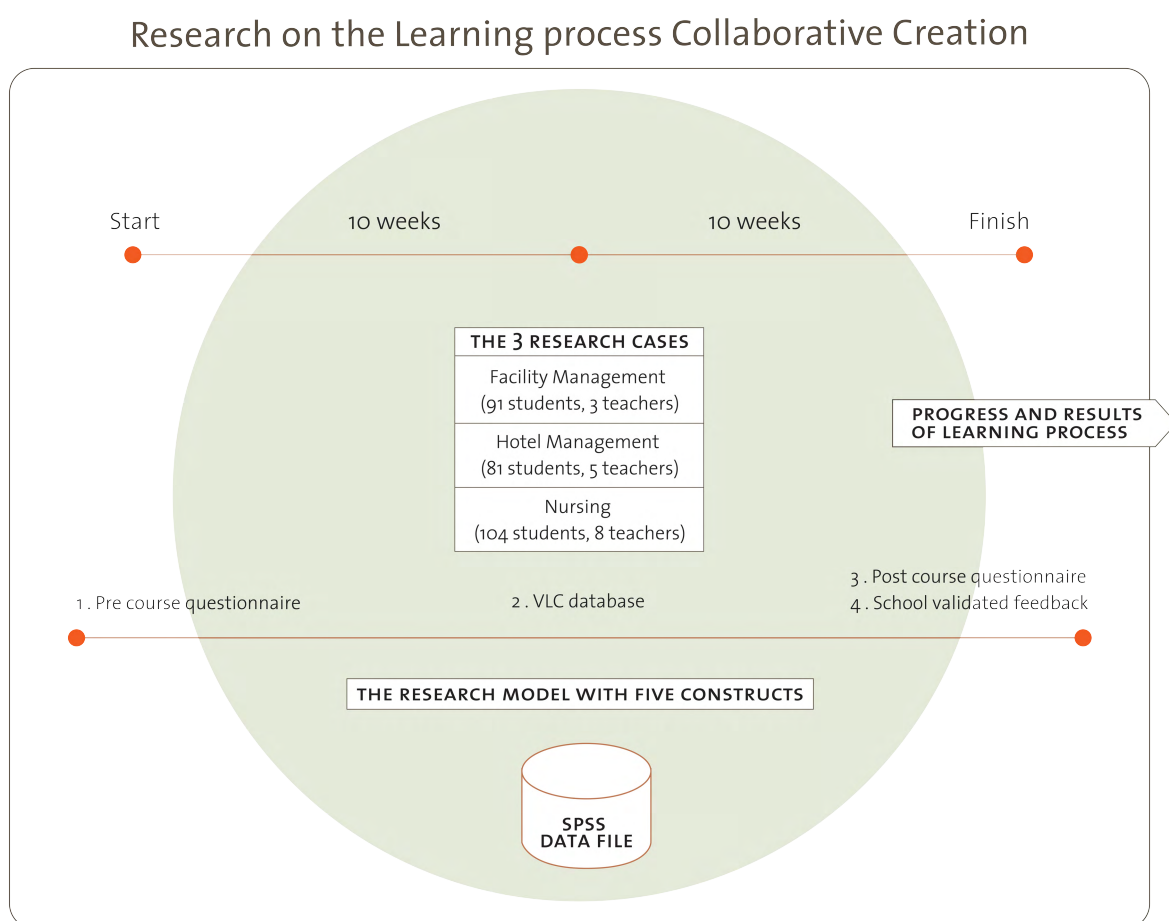 Research on the Learning process Collaborative Creation
Start
10 weeks
10 weeks
Finish
THE 3 RESEARCH CASES
Facility Management
(91 students, 3 teachers)
Hotel Management
(81 students, 5 teachers)
Nursing
(104 students, 8 teachers)
PROGRESS AND RESULTS
OF LEARNING PROCESS
1 . Pre course questionnaire
2 . VLC database
3 . Post course questionnaire
4 . School validated feedback
THE RESEARCH MODEL WITH FIVE CONSTRUCTS
SPSS
DATA FILE